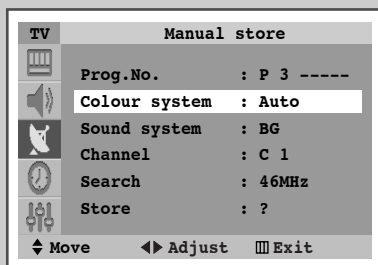 TV Manual store
Prog.No. : P 3 -----
Colour system : Auto
Sound system : BG
Channel : C 1
Search : 46MHz
Store : ?
Move Adjust Exit